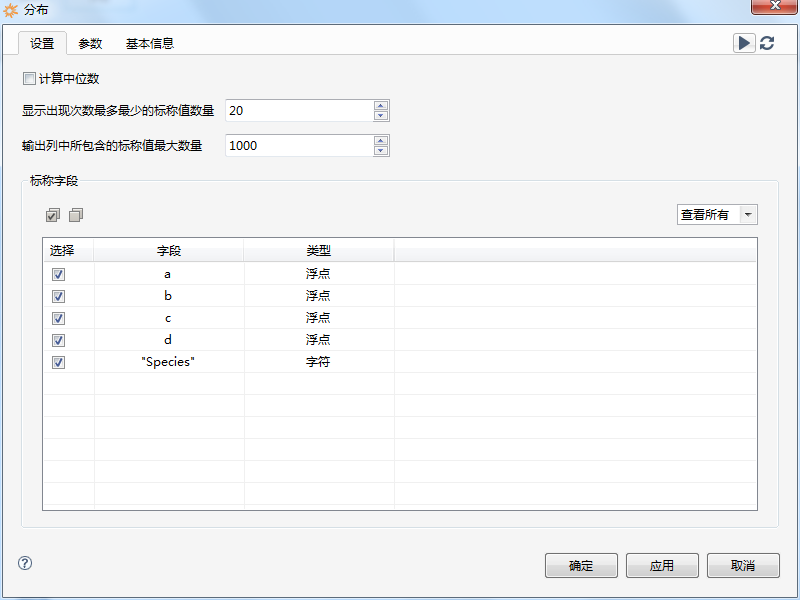 分布
设置 参数 基本信息
计算中位数
显示出现次数最多最少的标称值数量 20
输出列中所包含的标称值最大数量 1000
标称字段
查看所有
选择 字段 类型
a 浮点
b 浮点
c 浮点
d 浮点
"Species" 字符
确定 应用 取消